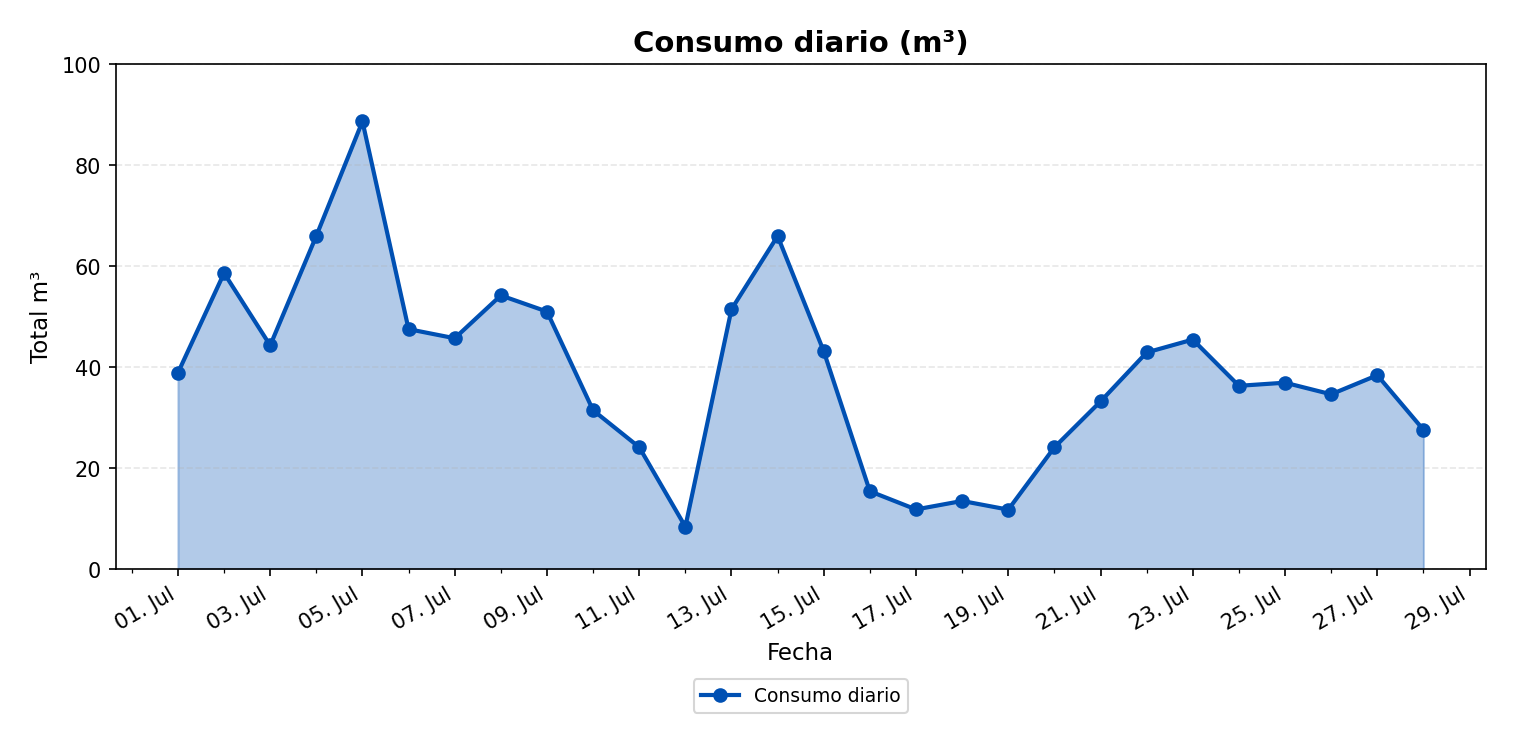 Consumo diario (m³)
100
80
60
40
20
0
Total m³
01. Jul
03. Jul
05. Jul
07. Jul
09. Jul
11. Jul
13. Jul
15. Jul
17. Jul
19. Jul
21. Jul
23. Jul
25. Jul
27. Jul
29. Jul
Fecha
Consumo diario